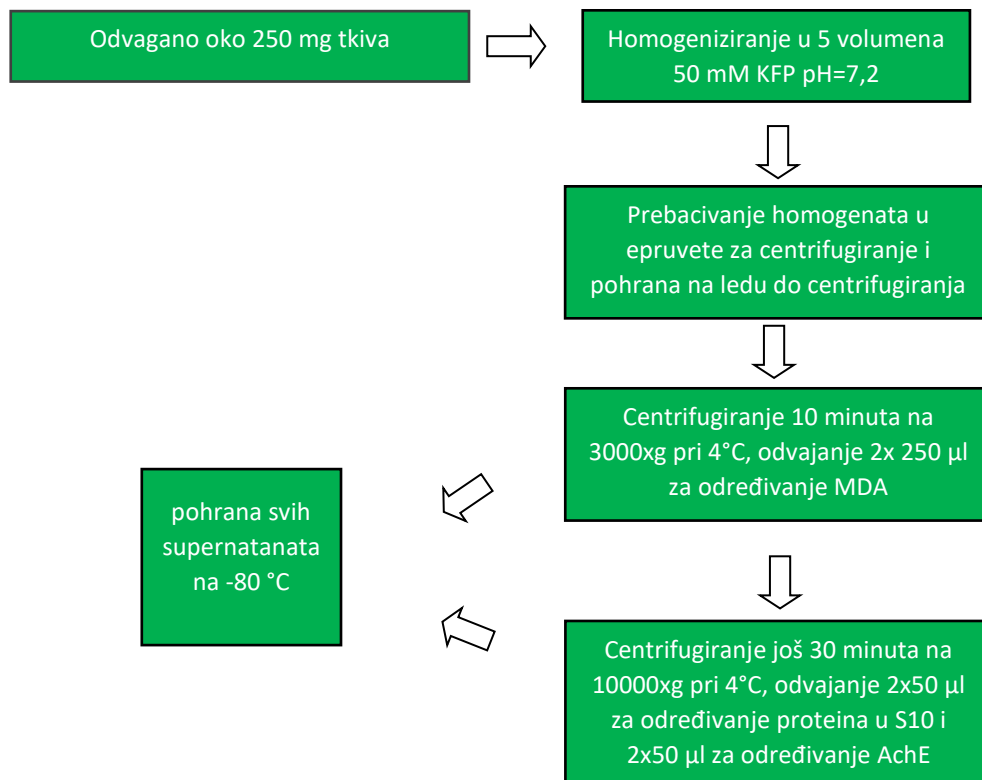 Odvagano oko 250 mg tkiva
Homogeniziranje u 5 volumena
50 mM KFP pH=7,2
Prebacivanje homogenata u
epruvete za centrifugiranje i
pohrana na ledu do centrifugiranja
Centrifugiranje 10 minuta na
3000xg pri 4°C, odvajanje 2x 250 µl
za određivanje MDA
Centrifugiranje još 30 minuta na
10000xg pri 4°C, odvajanje 2x50 µl
za određivanje proteina u S10 i
2x50 µl za određivanje AchE
pohrana svih
supernatanata
na -80 °C